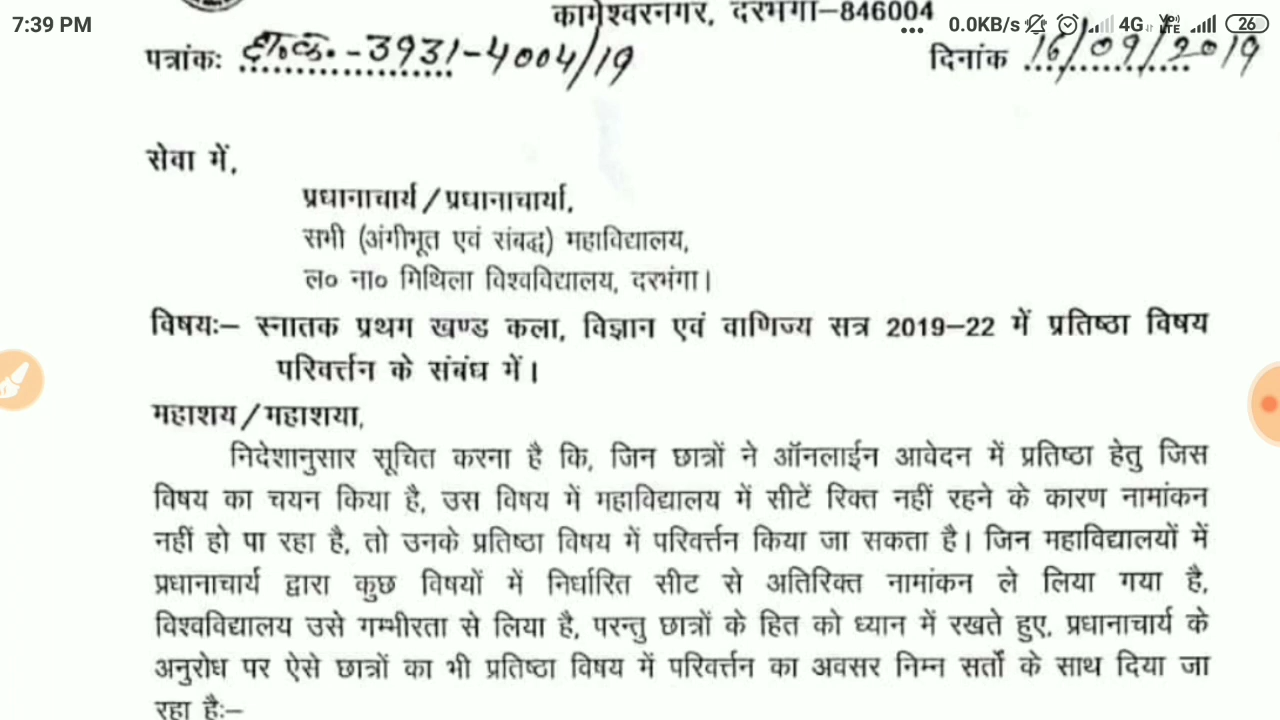 7:39 PM
0.0KB/s 4G VoLTE 26
कामेश्वरनगर, दरभंगा–846004
पत्रांकः -3931-4004/19
दिनांक 16/09/2019
सेवा में,
प्रधानाचार्य/प्रधानाचार्या,
सभी (अंगीभूत एवं संबद्ध) महाविद्यालय,
ल० ना० मिथिला विश्वविद्यालय, दरभंगा।
विषयः– स्नातक प्रथम खण्ड कला, विज्ञान एवं वाणिज्य सत्र 2019–22 में प्रतिष्ठा विषय
परिवर्त्तन के संबंध में।
महाशय/महाशया,
निदेशानुसार सूचित करना है कि, जिन छात्रों ने ऑनलाईन आवेदन में प्रतिष्ठा हेतु जिस
विषय का चयन किया है, उस विषय में महाविद्यालय में सीटें रिक्त नहीं रहने के कारण नामांकन
नहीं हो पा रहा है, तो उनके प्रतिष्ठा विषय में परिवर्त्तन किया जा सकता है। जिन महाविद्यालयों में
प्रधानाचार्य द्वारा कुछ विषयों में निर्धारित सीट से अतिरिक्त नामांकन ले लिया गया है,
विश्वविद्यालय उसे गम्भीरता से लिया है, परन्तु छात्रों के हित को ध्यान में रखते हुए, प्रधानाचार्य के
अनुरोध पर ऐसे छात्रों का भी प्रतिष्ठा विषय में परिवर्त्तन का अवसर निम्न सर्तों के साथ दिया जा
रहा हैः–